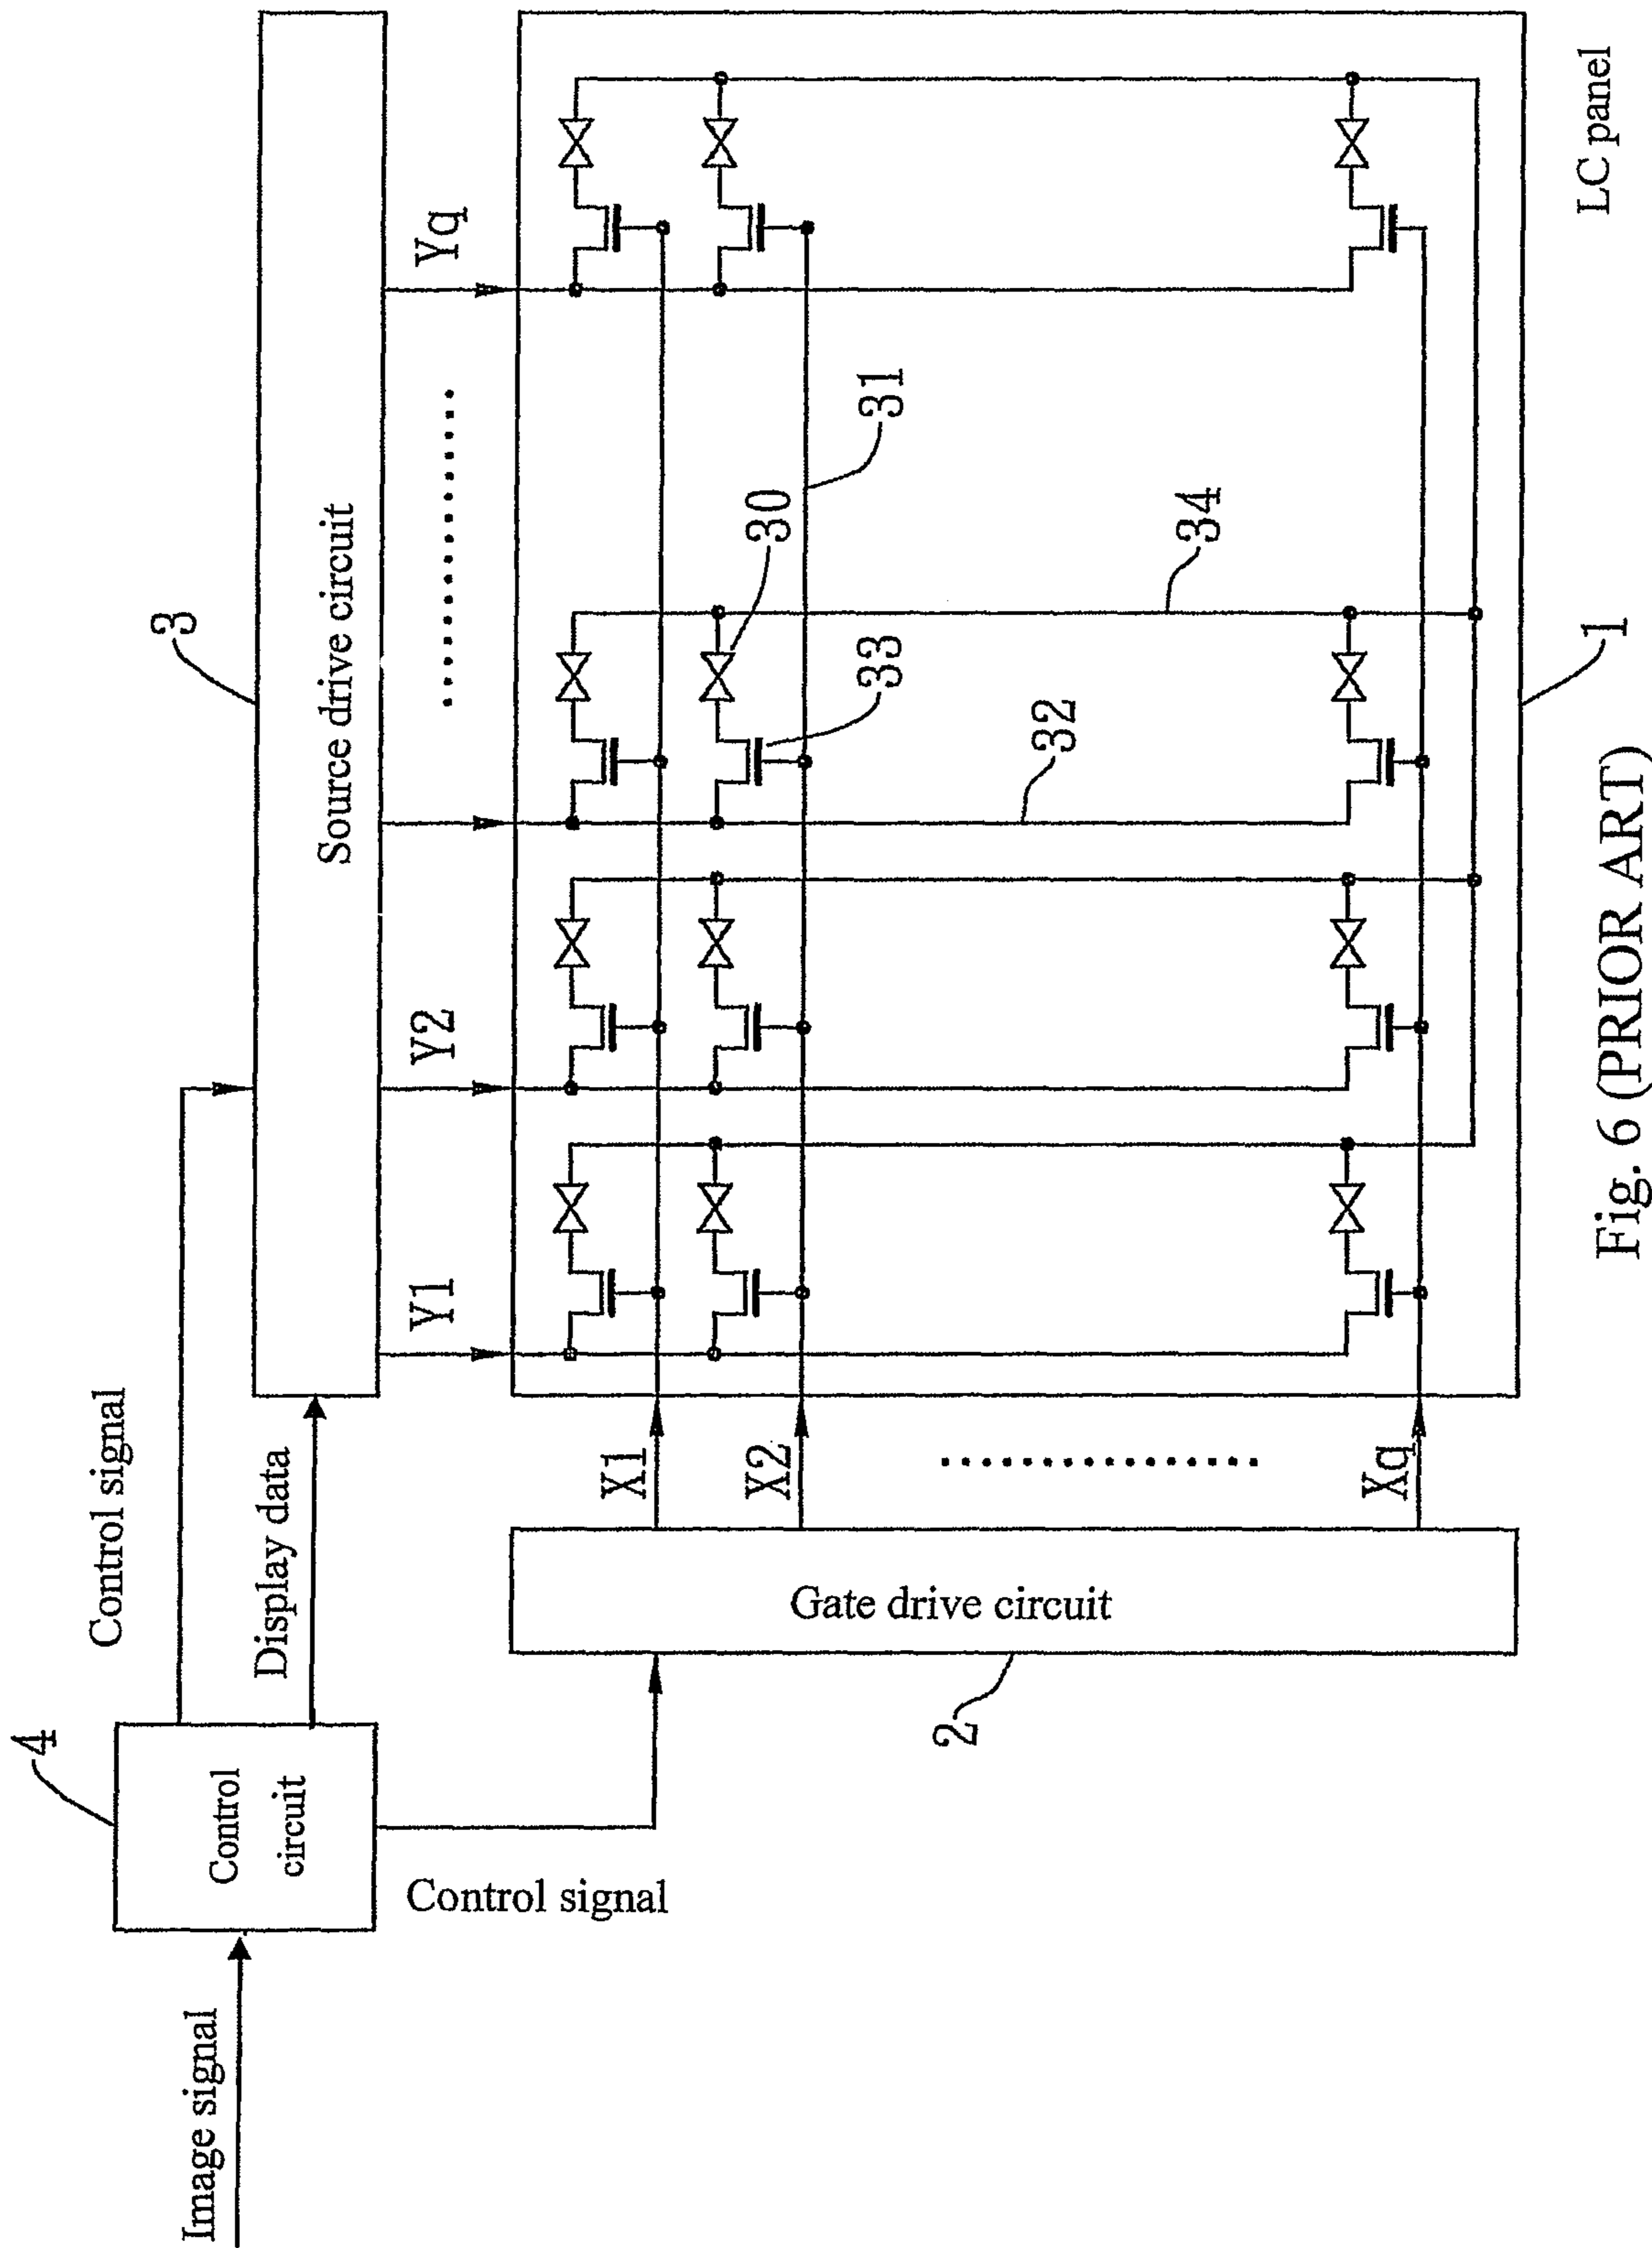 3
Source drive circuit
4
Control signal
Display data
Control
circuit
Image signal
Control signal
Y1
Y2
Yq
X1
X2
Xq
Gate drive circuit
2
30
31
33
32
34
1
LC panel
Fig. 6 (PRIOR ART)